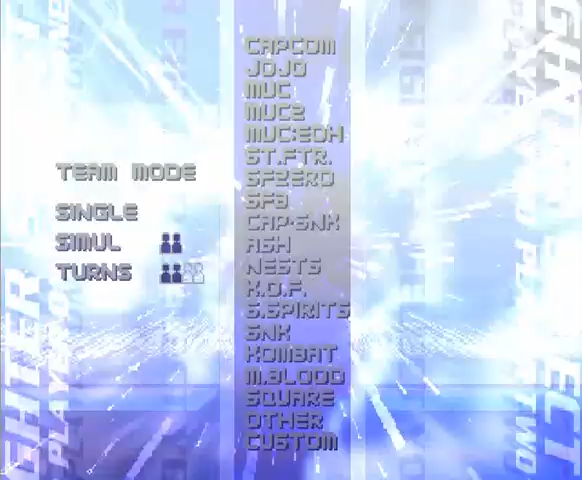 CAPCOM
JOJO
MVC
MVC2
MVC:EOH
ST.FTR.
SFZERO
SF3
CAP·SNK
ASH
NESTS
K.O.F.
S.SPIRITS
SNK
KOMBAT
M.BLOOD
SQUARE
OTHER
CUSTOM
TEAM MODE
SINGLE
SIMUL
TURNS